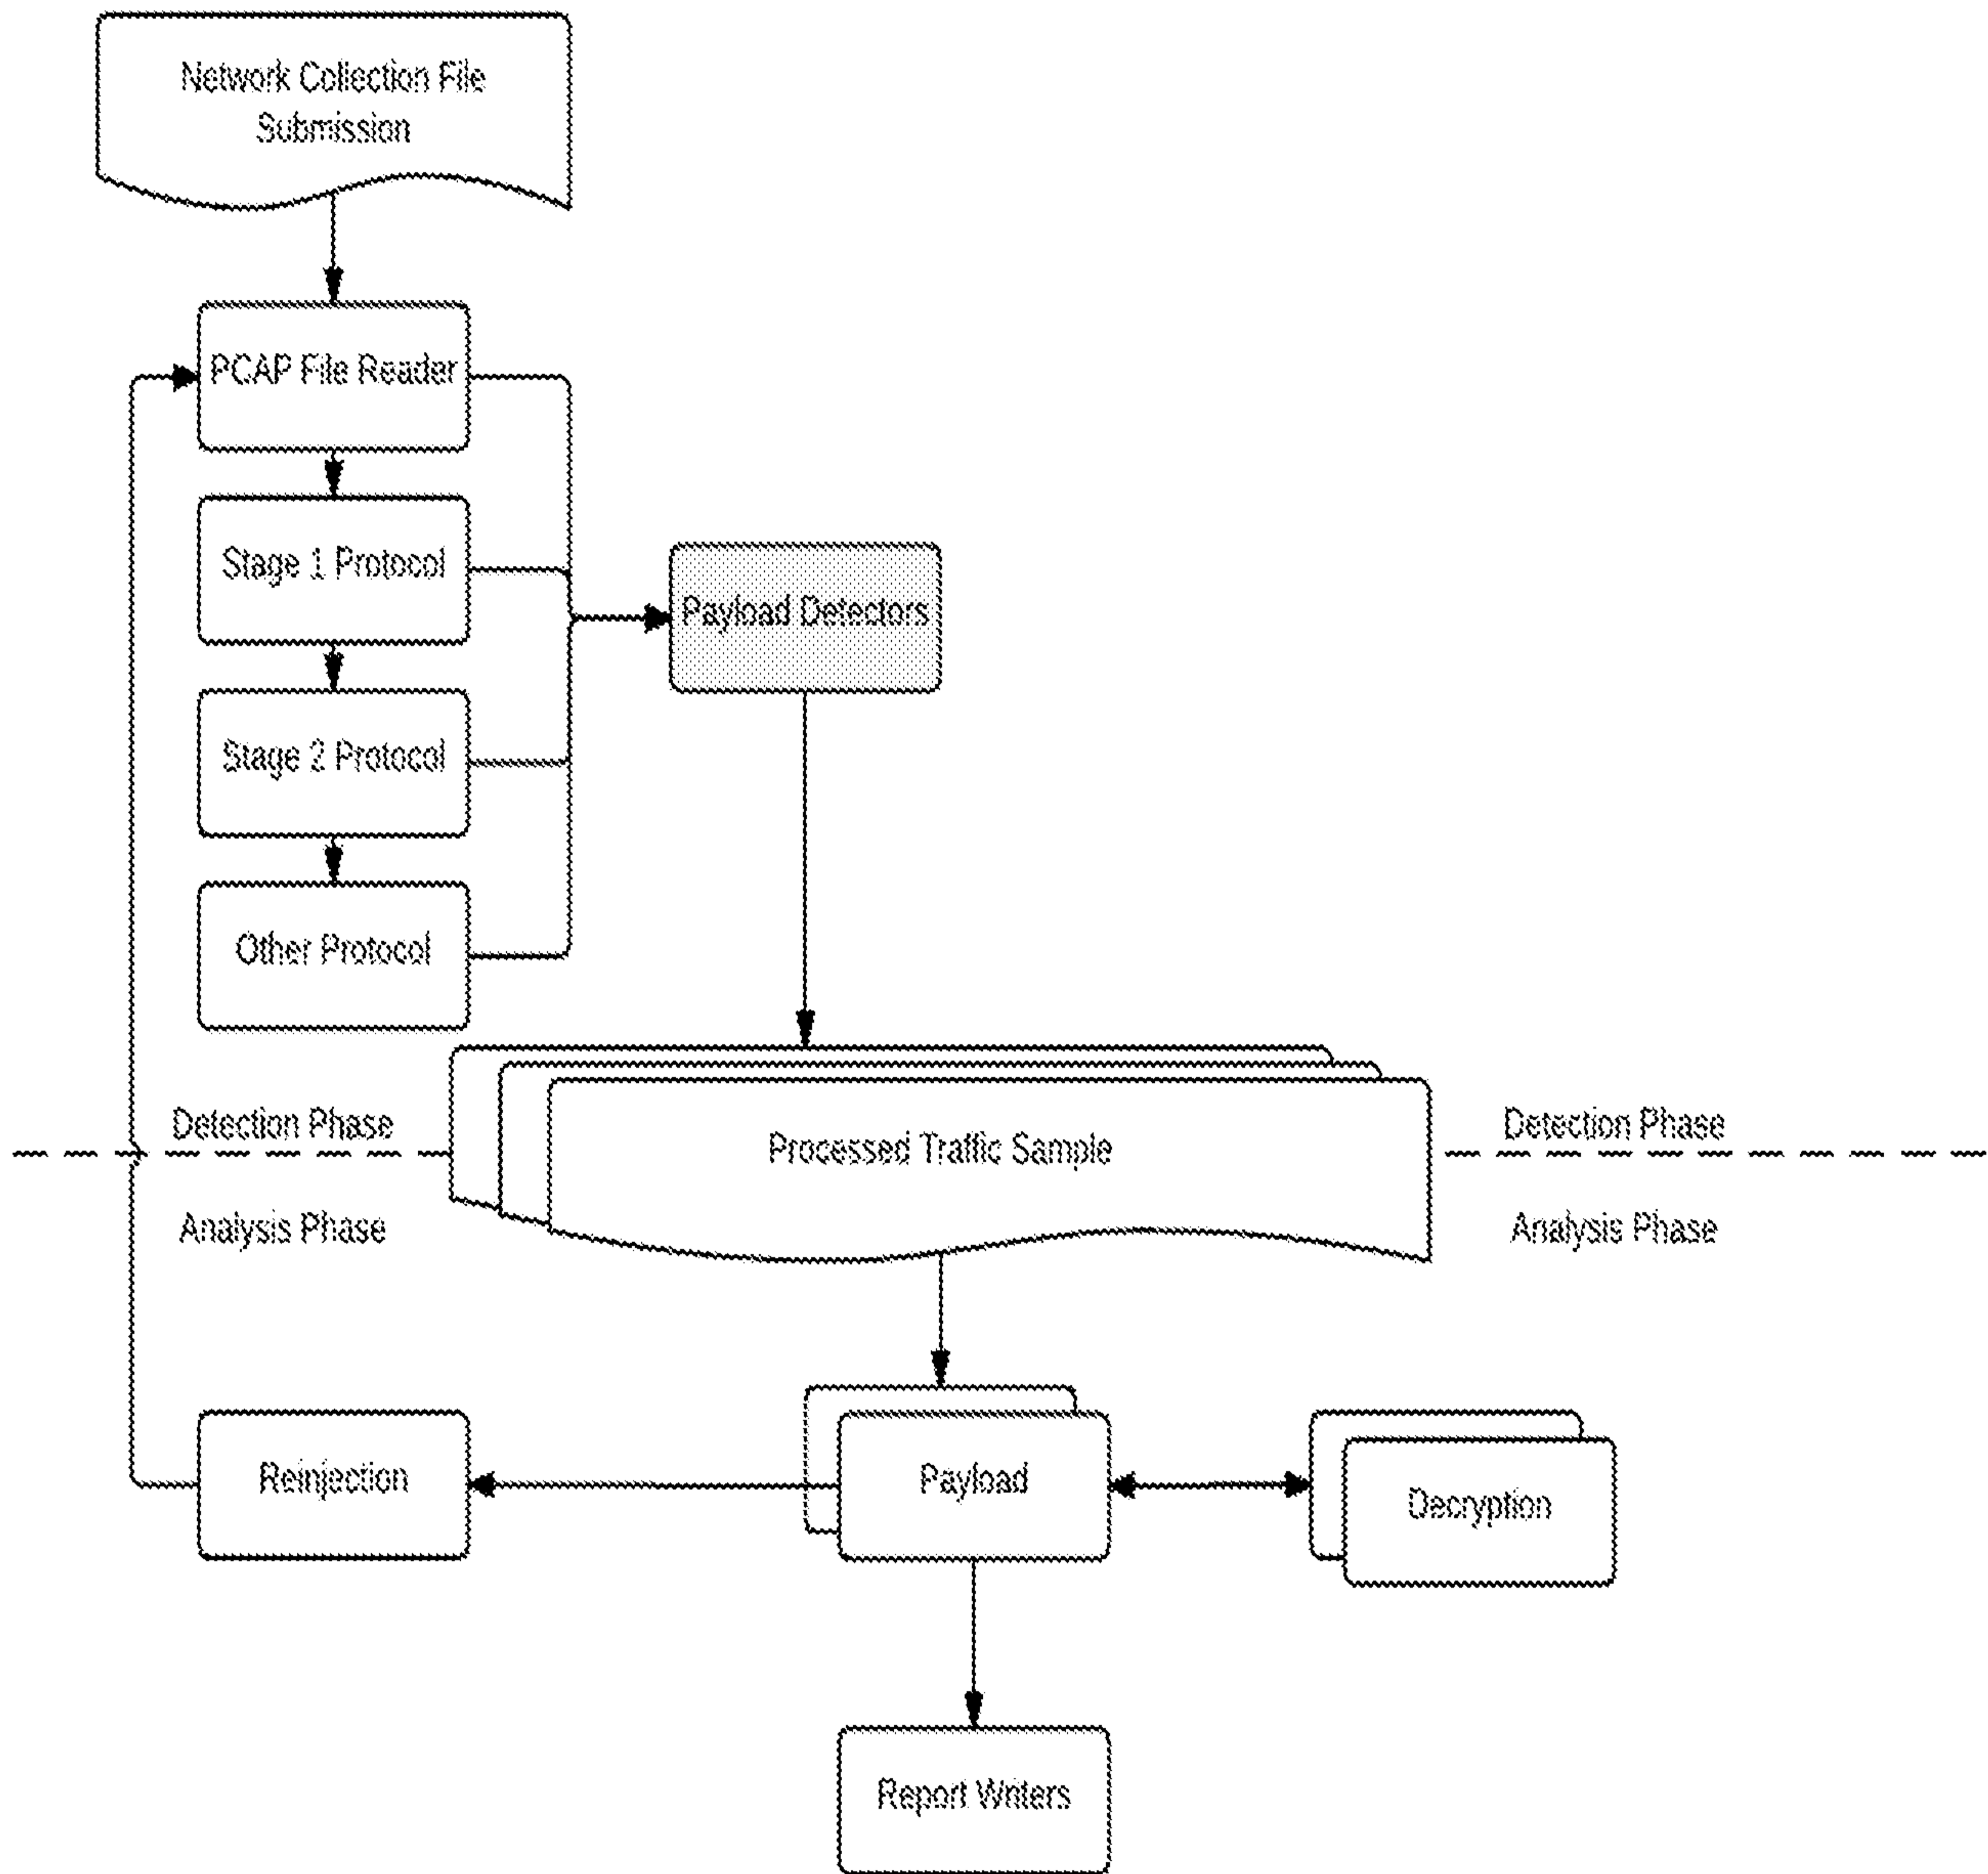 Network Collection File
Submission
PCAP File Reader
Stage 1 Protocol
Payload Detectors
Stage 2 Protocol
Other Protocol
Detection Phase
Detection Phase
Processed Traffic Sample
Analysis Phase
Analysis Phase
Reinjection
Payload
Decryption
Report Writers